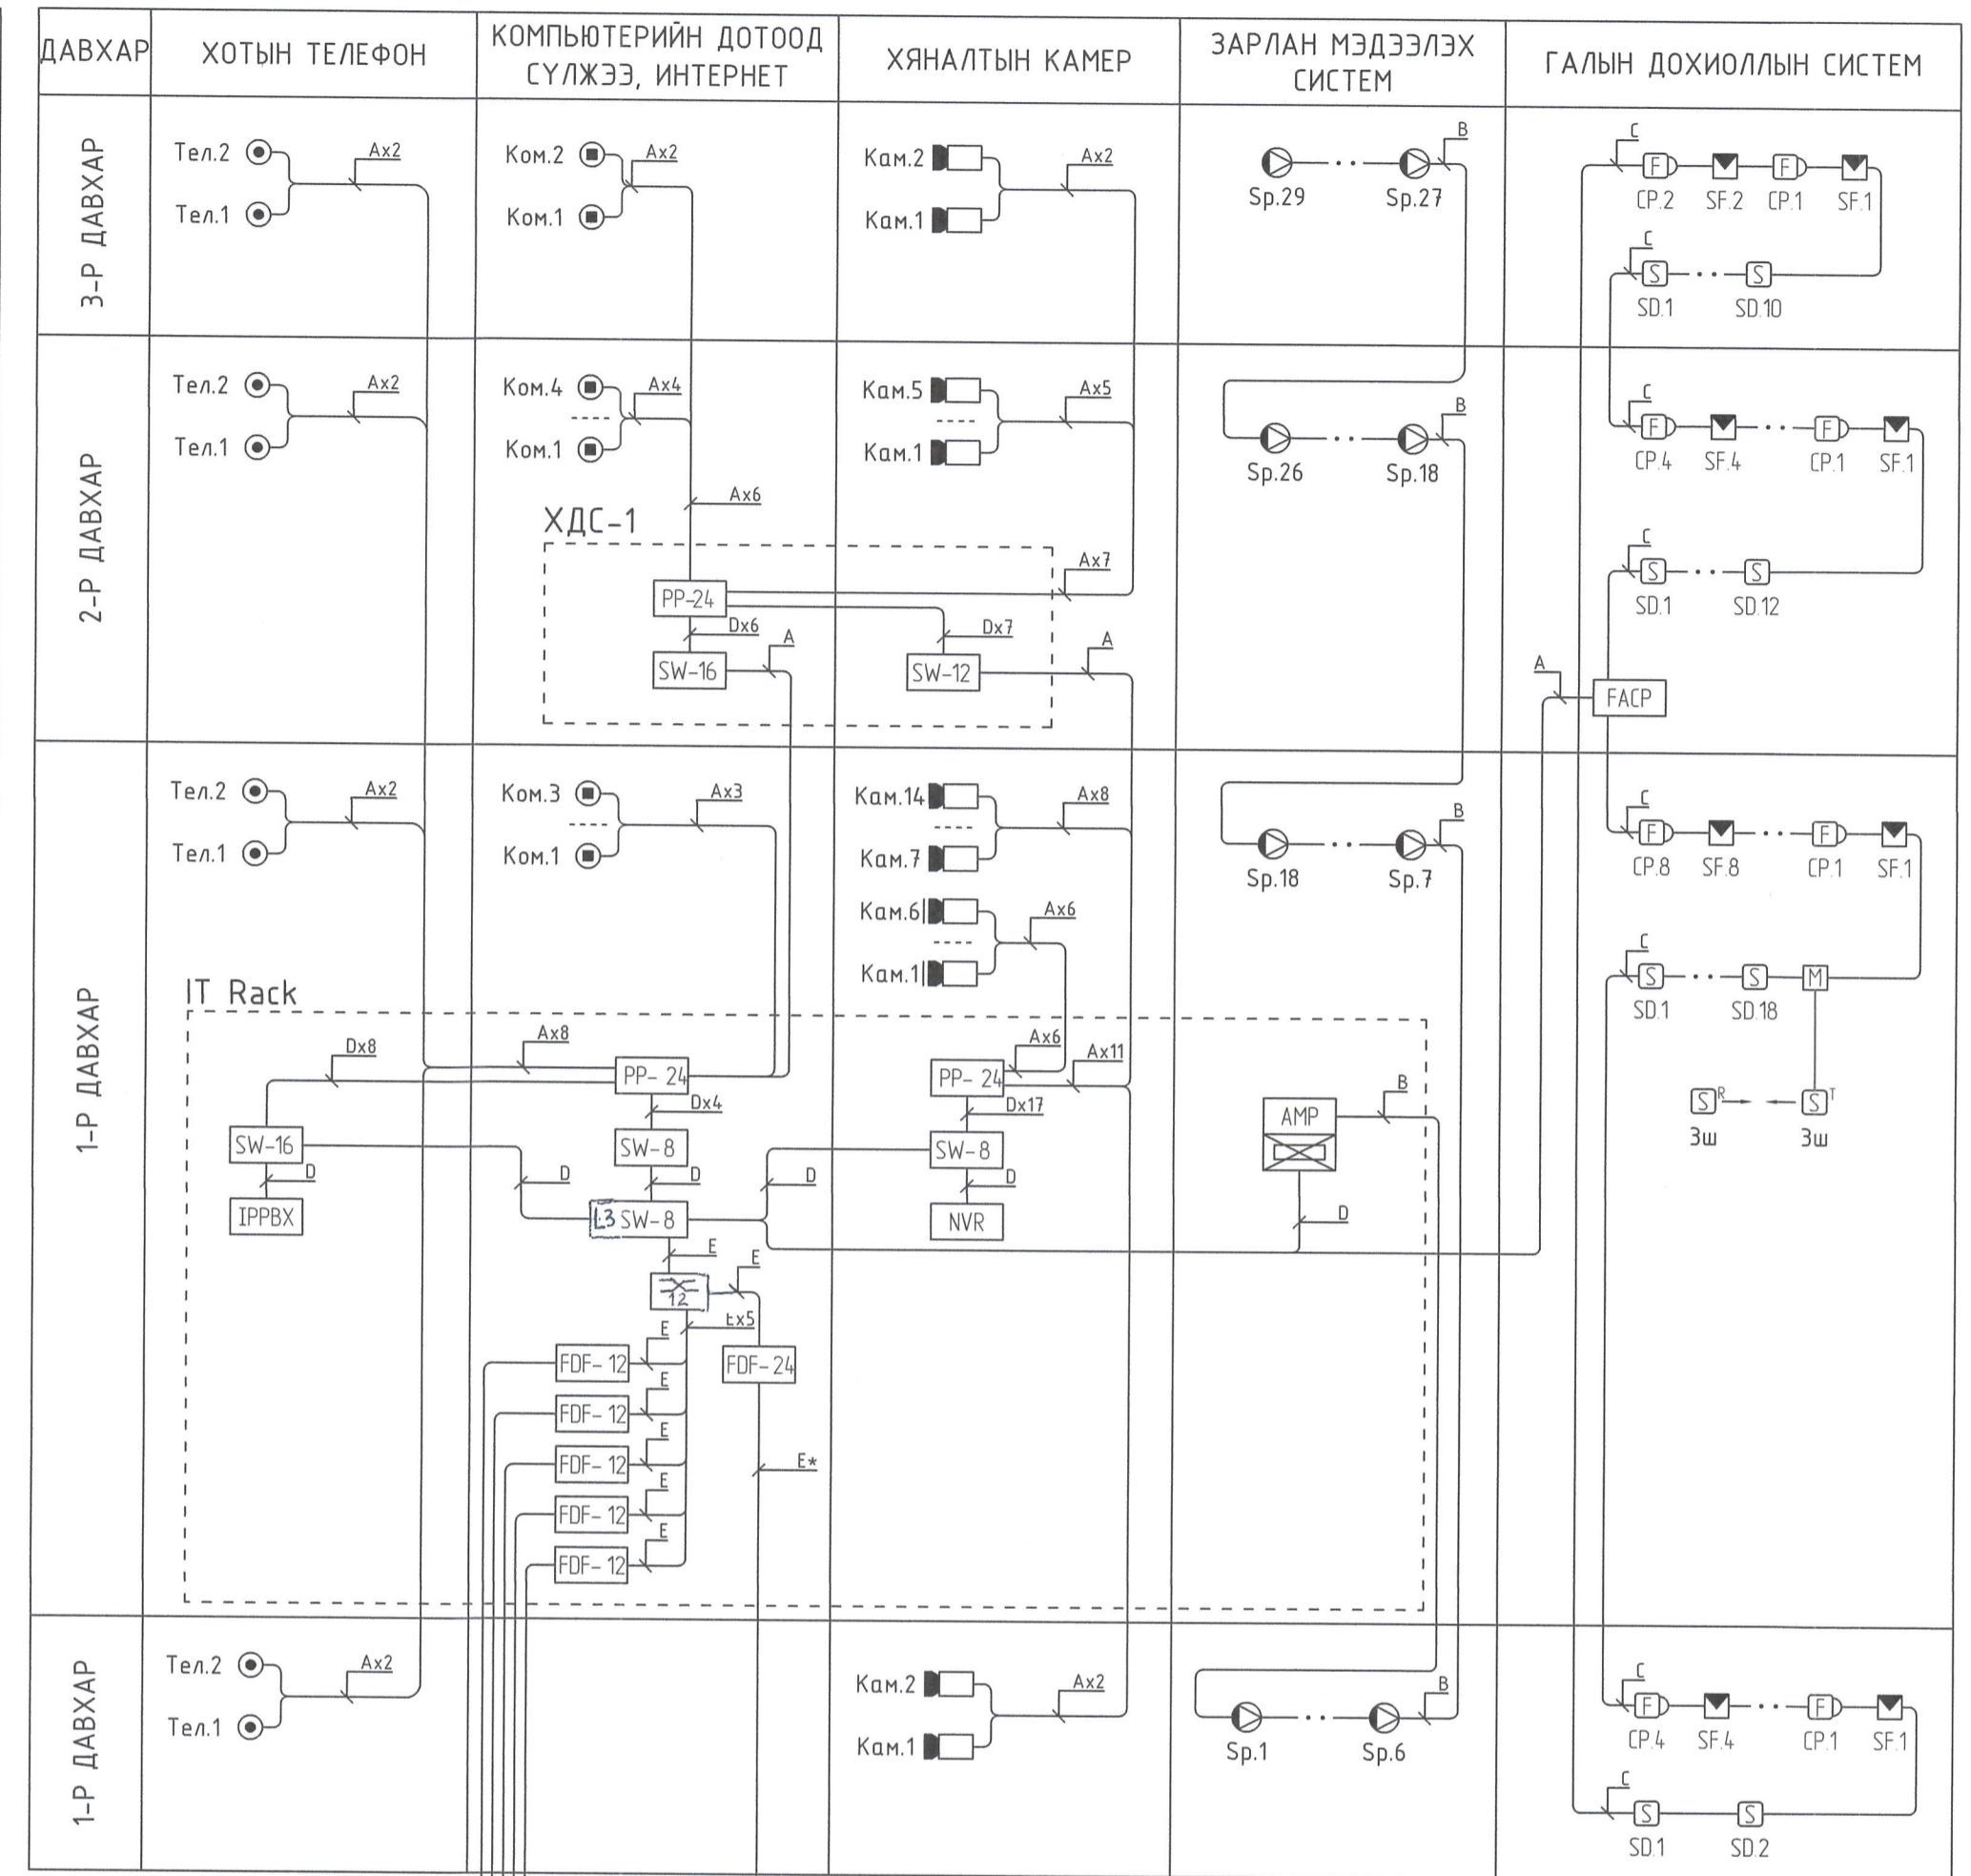 ДАВХАР
ХОТЫН ТЕЛЕФОН
КОМПЬЮТЕРИЙН ДОТООД
СҮЛЖЭЭ, ИНТЕРНЕТ
ХЯНАЛТЫН КАМЕР
ЗАРЛАН МЭДЭЭЛЭХ
СИСТЕМ
ГАЛЫН ДОХИОЛЛЫН СИСТЕМ
3-Р ДАВХАР
Тел.2
Ax2
Тел.1
Ком.2
Ax2
Ком.1
Кам.2
Ax2
Кам.1
B
Sp.29
Sp.27
C
F
F
CP.2
SF.2
CP.1
SF.1
C
S
S
SD.1
SD.10
2-Р ДАВХАР
Тел.2
Ax2
Тел.1
Ком.4
Ax4
Ком.1
Ax6
Кам.5
Ax5
Кам.1
Ax7
ХДС-1
PP-24
Dx6
A
SW-16
Dx7
A
SW-12
B
Sp.26
Sp.18
C
F
F
CP.4
SF.4
CP.1
SF.1
C
S
S
SD.1
SD.12
A
FACP
1-Р ДАВХАР
Тел.2
Ax2
Тел.1
Ком.3
Ax3
Ком.1
Кам.14
Ax8
Кам.7
Кам.6
Ax6
Кам.1
B
Sp.18
Sp.7
C
F
F
CP.8
SF.8
CP.1
SF.1
C
S
S
M
SD.1
SD.18
S R
S T
3ш
3ш
IT Rack
Dx8
Ax8
PP- 24
Dx4
SW-16
D
IPPBX
SW-8
D
D
L3 SW-8
E
12
E
Ex5
Ax6
Ax11
PP- 24
Dx17
SW-8
D
D
NVR
B
AMP
D
FDF- 12
E
FDF- 24
FDF- 12
E
FDF- 12
E
E*
FDF- 12
E
FDF- 12
E
1-Р ДАВХАР
Тел.2
Ax2
Тел.1
Кам.2
Ax2
Кам.1
B
Sp.1
Sp.6
C
F
F
CP.4
SF.4
CP.1
SF.1
C
S
S
SD.1
SD.2